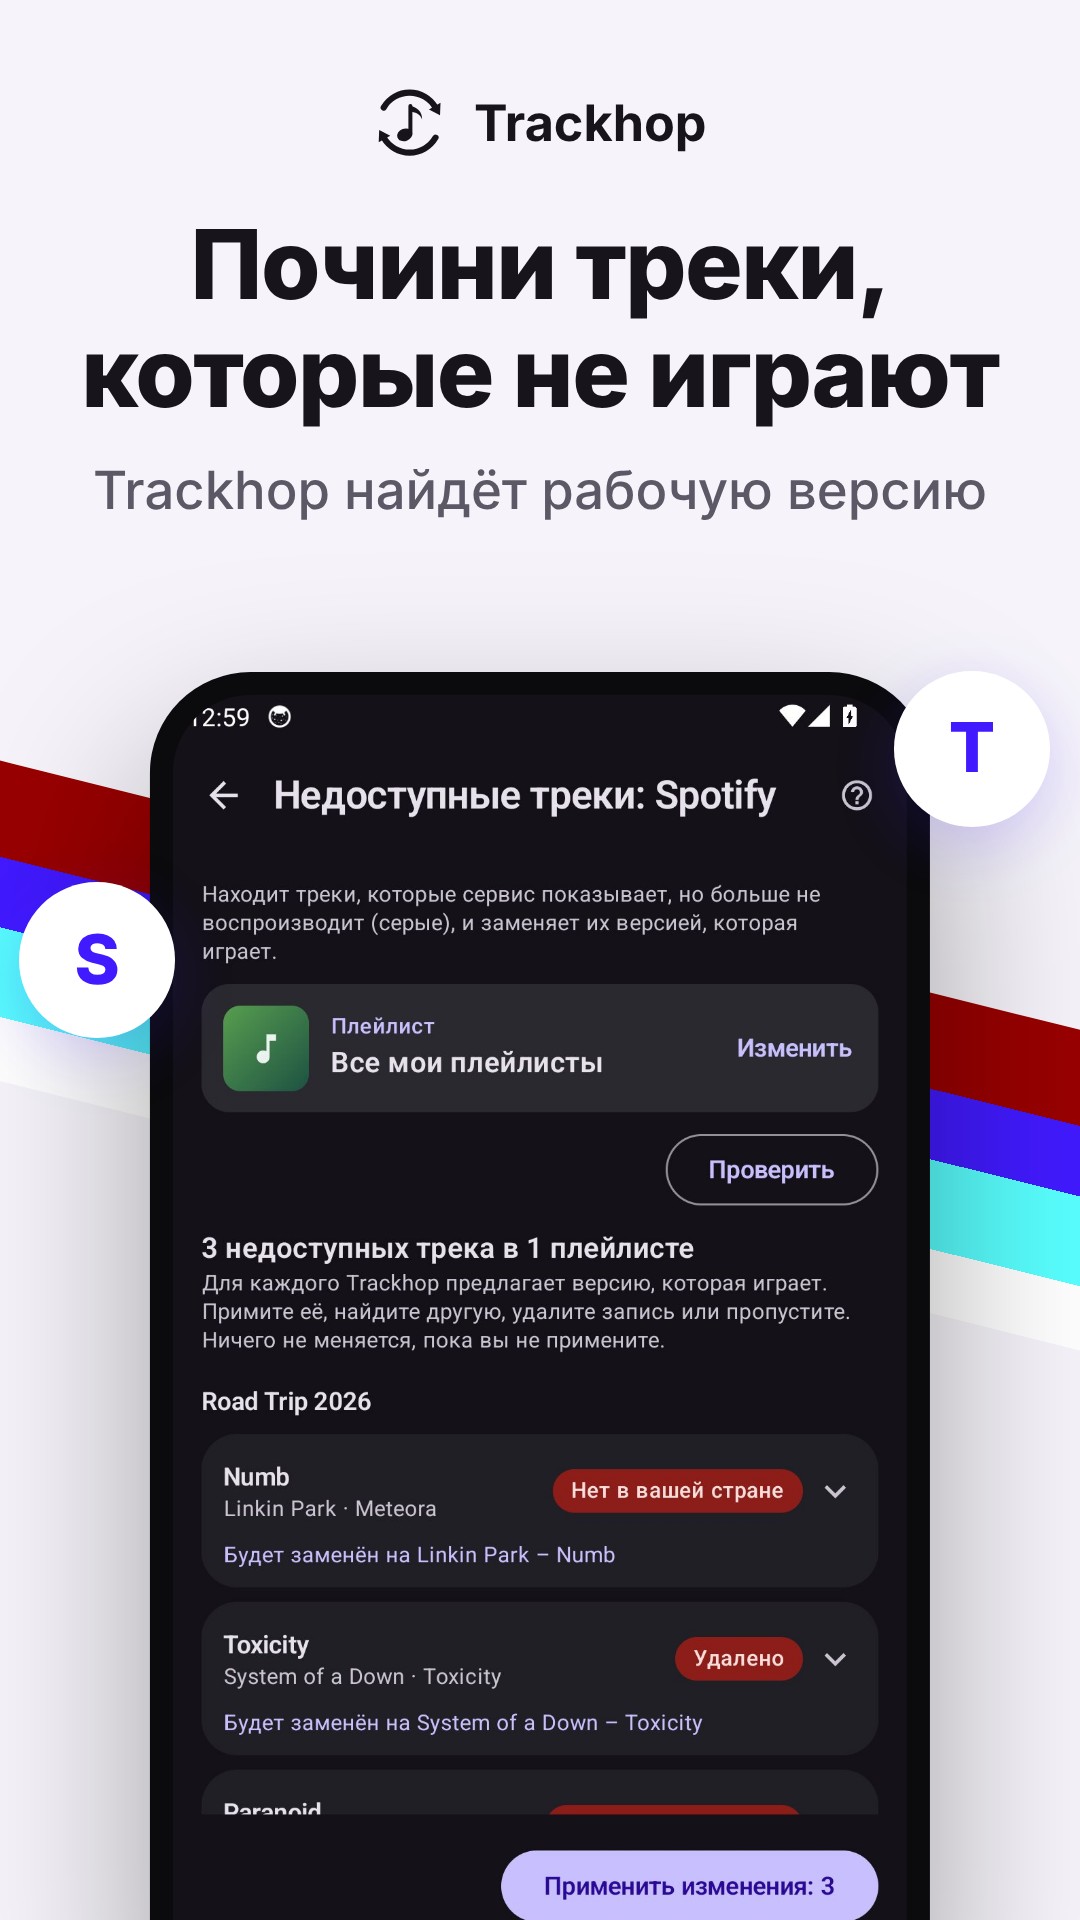 Trackhop
Почини треки,
которые не играют
Trackhop найдёт рабочую версию
12:59
T
Недоступные треки: Spotify
S
Находит треки, которые сервис показывает, но больше не
воспроизводит (серые), и заменяет их версией, которая
играет.
Плейлист
Все мои плейлисты
Изменить
Проверить
3 недоступных трека в 1 плейлисте
Для каждого Trackhop предлагает версию, которая играет.
Примите её, найдите другую, удалите запись или пропустите.
Ничего не меняется, пока вы не примените.
Road Trip 2026
Numb
Linkin Park · Meteora
Нет в вашей стране
Будет заменён на Linkin Park – Numb
Toxicity
System of a Down · Toxicity
Удалено
Будет заменён на System of a Down – Toxicity
Paranoid
Применить изменения: 3